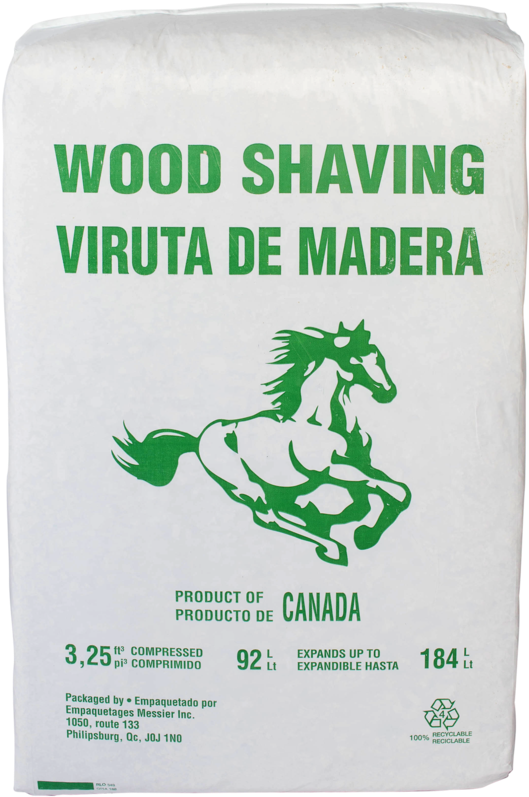 WOOD SHAVING
VIRUTA DE MADERA
PRODUCT OF
PRODUCTO DE CANADA
3,25 ft³ COMPRESSED 92 L EXPANDS UP TO 184 L
pi³ COMPRIMIDO Lt EXPANDIBLE HASTA Lt
Packaged by • Empaquetado por
Empaquetages Messier Inc.
1050, route 133
Philipsburg, Qc, J0J 1N0
4
100% RECYCLABLE
RECICLABLE